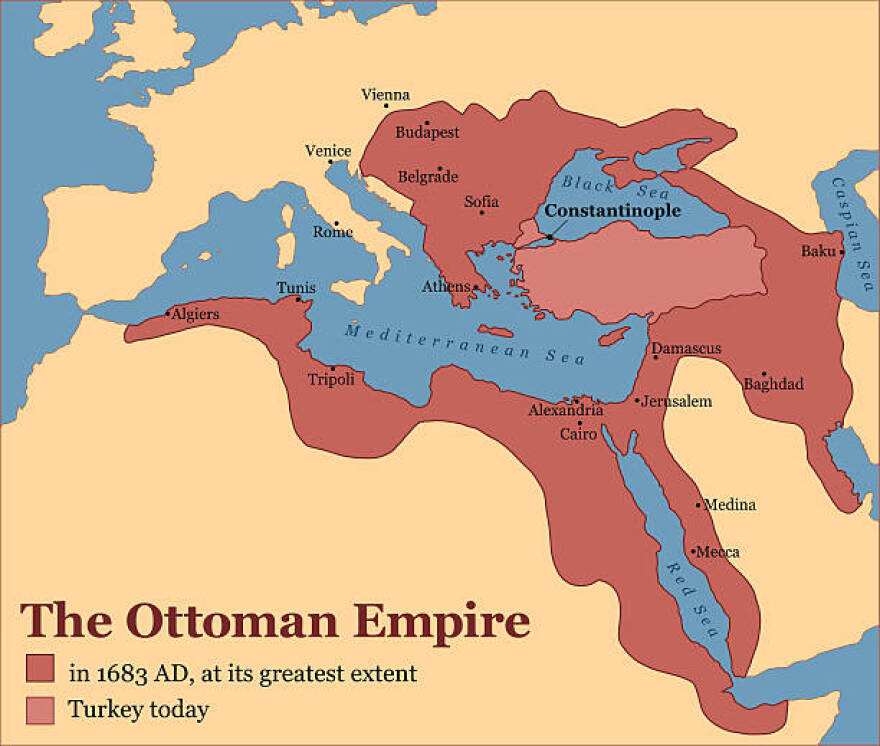 Vienna
Budapest
Venice
Belgrade
Sofia
Black Sea
Constantinople
Rome
Caspian Sea
Baku
Athens
Tunis
Algiers
Mediterranean Sea
Damascus
Tripoli
Baghdad
Alexandria
Jerusalem
Cairo
Medina
Mecca
Red Sea
The Ottoman Empire
in 1683 AD, at its greatest extent
Turkey today